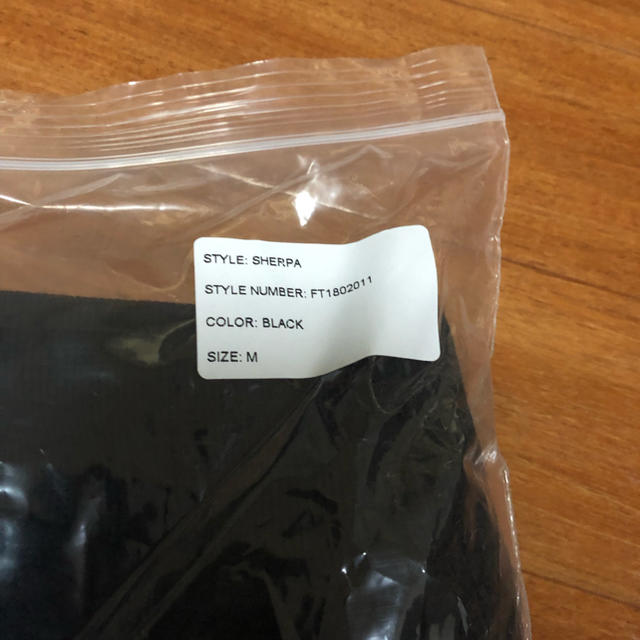 STYLE: SHERPA
STYLE NUMBER: FT1802011
COLOR: BLACK
SIZE: M